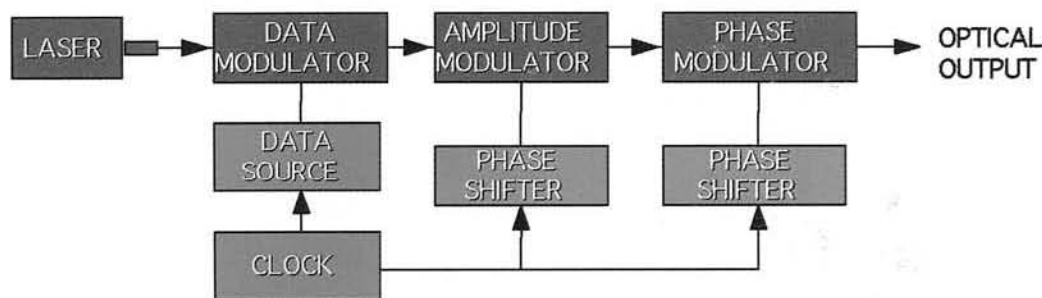 LASER
DATA
MODULATOR
AMPLITUDE
MODULATOR
PHASE
MODULATOR
OPTICAL
OUTPUT
DATA
SOURCE
PHASE
SHIFTER
PHASE
SHIFTER
CLOCK